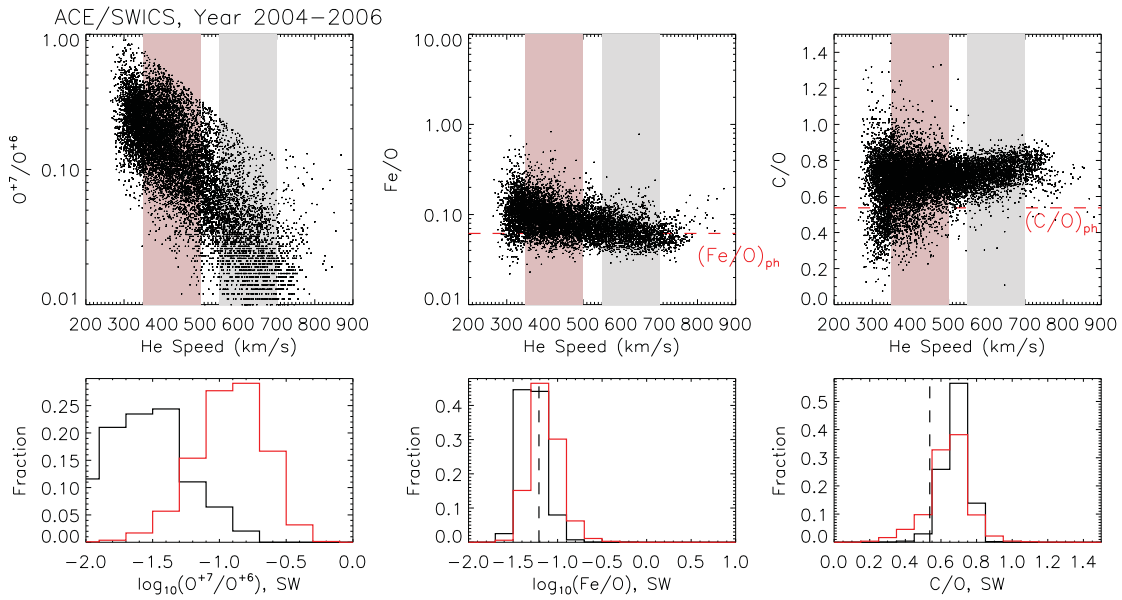 ACE/SWICS, Year 2004−2006
1.00
0.10
0.01
O+7/O+6
200 300 400 500 600 700 800 900
He Speed (km/s)
10.00
1.00
0.10
0.01
Fe/O
(Fe/O)ph
200 300 400 500 600 700 800 900
He Speed (km/s)
1.4
1.2
1.0
0.8
0.6
0.4
0.2
0.0
C/O
(C/O)ph
200 300 400 500 600 700 800 900
He Speed (km/s)
0.25
0.20
0.15
0.10
0.05
0.00
Fraction
−2.0 −1.5 −1.0 −0.5 0.0
log10(O+7/O+6), SW
0.4
0.3
0.2
0.1
0.0
Fraction
−2.0 −1.5 −1.0 −0.5 0.0 0.5 1.0
log10(Fe/O), SW
0.5
0.4
0.3
0.2
0.1
0.0
Fraction
0.0 0.2 0.4 0.6 0.8 1.0 1.2 1.4
C/O, SW